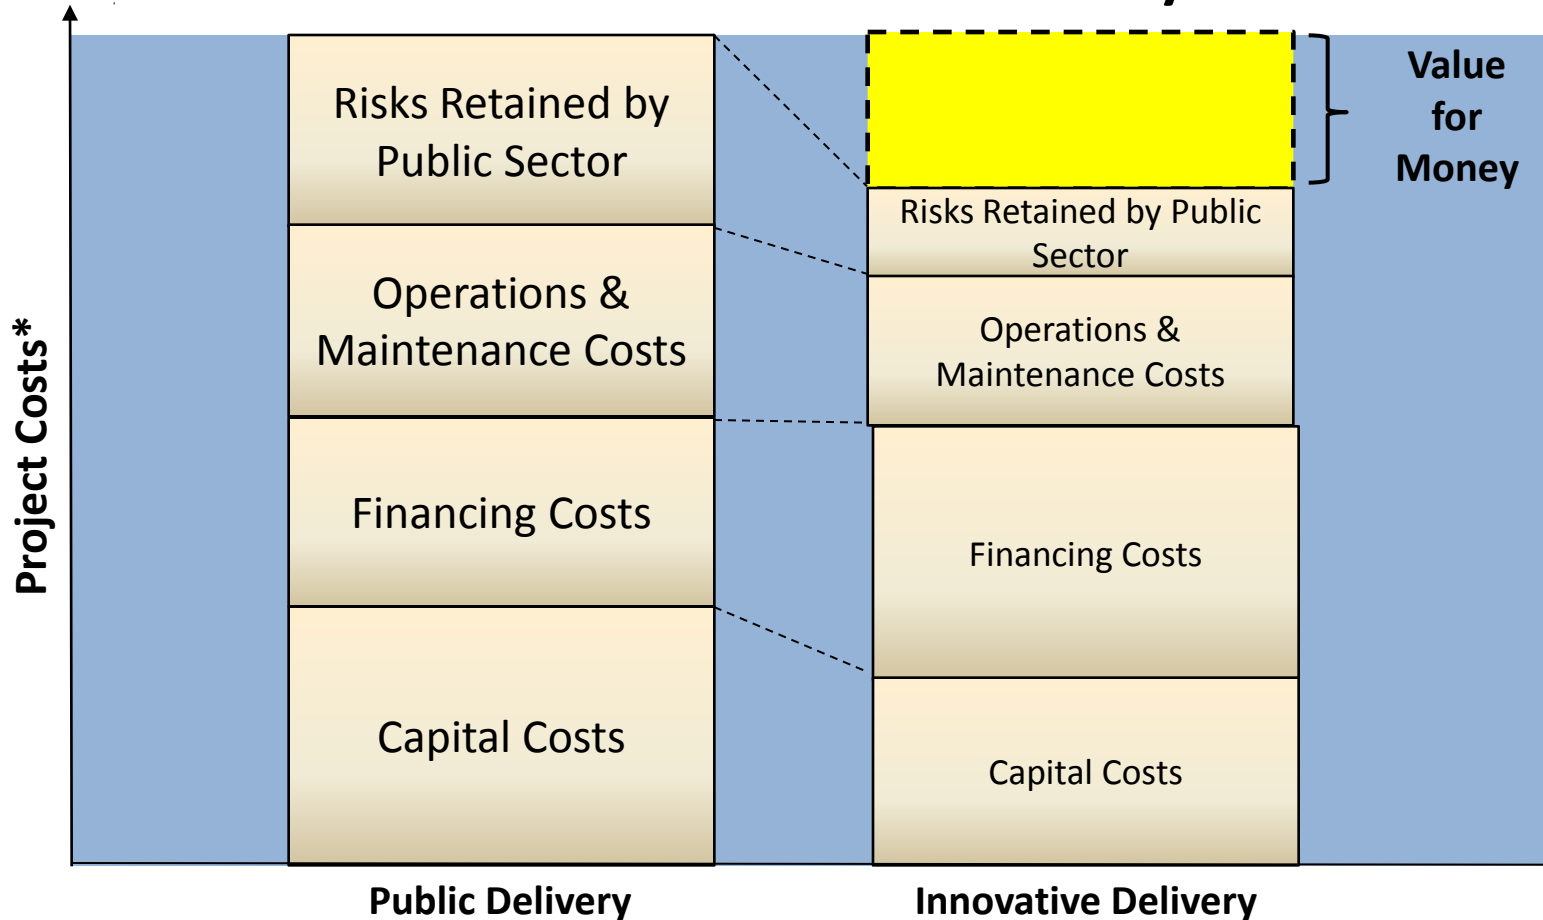 Project Costs*
Risks Retained by
Public Sector
Operations &
Maintenance Costs
Financing Costs
Capital Costs
Public Delivery
Risks Retained by Public
Sector
Operations &
Maintenance Costs
Financing Costs
Capital Costs
Innovative Delivery
Value
for
Money